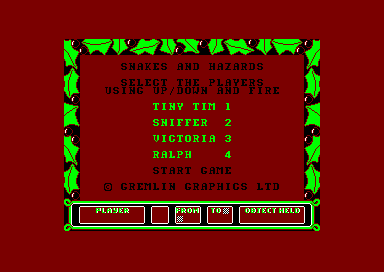 SNAKES AND HAZARDS
SELECT THE PLAYERS
USING UP/DOWN AND FIRE
TINY TIM 1
SNIFFER 2
VICTORIA 3
RALPH 4
START GAME
© GREMLIN GRAPHICS LTD
PLAYER FROM TO OBJECT HELD